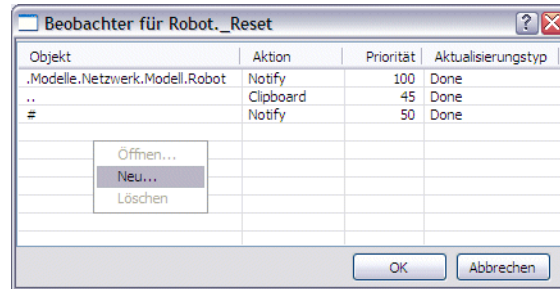 Beobachter für Robot._Reset
Objekt Aktion Priorität Aktualisierungstyp
.Modelle.Netzwerk.Modell.Robot Notify 100 Done
.. Clipboard 45 Done
# Notify 50 Done
Öffnen...
Neu...
Löschen
OK Abbrechen